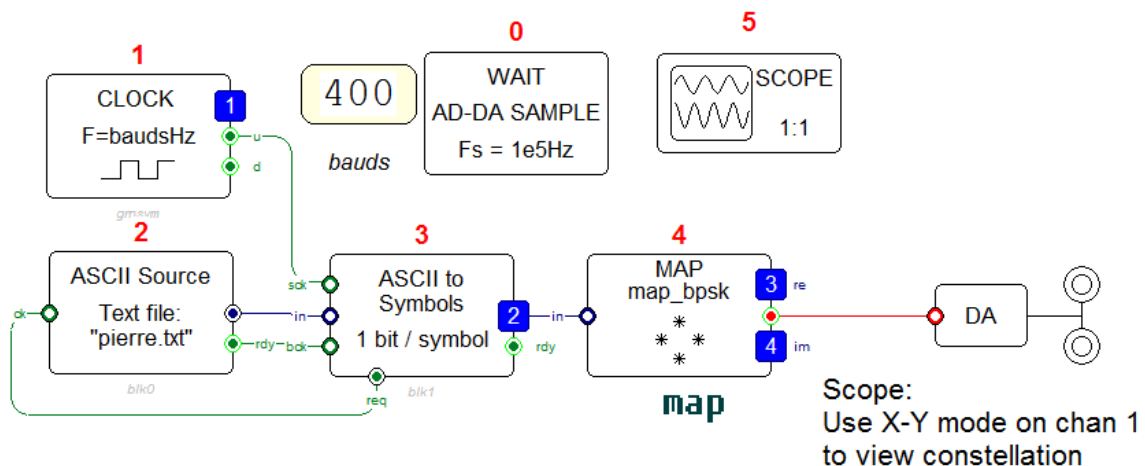 1
CLOCK
F=baudsHz
1
u
d
grpsym
400
bauds
0
WAIT
AD-DA SAMPLE
Fs = 1e5Hz
5
SCOPE
1:1
2
ASCII Source
Text file:
"pierre.txt"
ck
rdy
blk0
3
ASCII to
Symbols
1 bit / symbol
sck
in
bck
2
rdy
req
blk1
4
MAP
map_bpsk
in
3
re
4
im
map
DA
Scope:
Use X-Y mode on chan 1
to view constellation